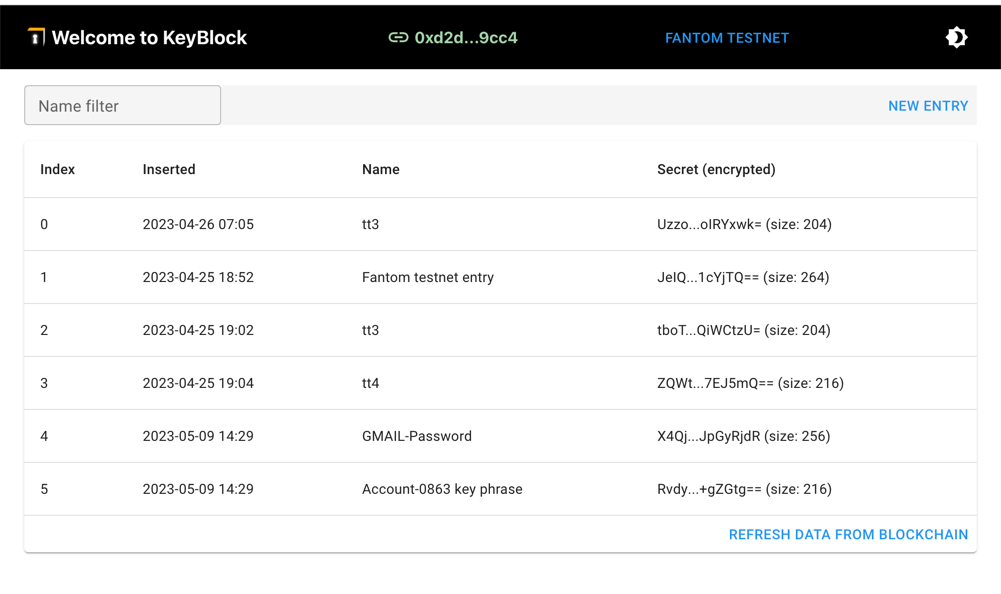 Welcome to KeyBlock 0xd2d...9cc4 FANTOM TESTNET
Name filter NEW ENTRY
Index Inserted Name Secret (encrypted)
0 2023-04-26 07:05 tt3 Uzzo...oIRYxwk= (size: 204)
1 2023-04-25 18:52 Fantom testnet entry JeIQ...1cYjTQ== (size: 264)
2 2023-04-25 19:02 tt3 tboT...QiWCtzU= (size: 204)
3 2023-04-25 19:04 tt4 ZQWt...7EJ5mQ== (size: 216)
4 2023-05-09 14:29 GMAIL-Password X4Qj...JpGyRjdR (size: 256)
5 2023-05-09 14:29 Account-0863 key phrase Rvdy...+gZGtg== (size: 216)
REFRESH DATA FROM BLOCKCHAIN